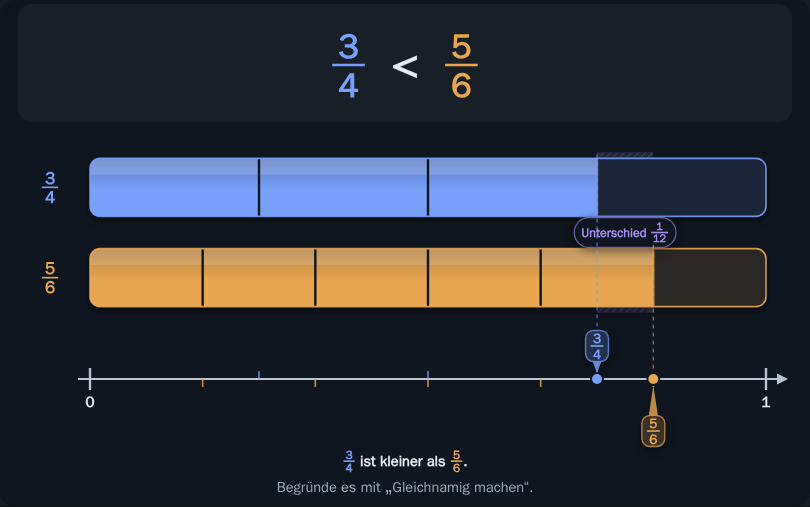 3/4 < 5/6
3/4
Unterschied 1/12
5/6
3/4
0 1
5/6
3/4 ist kleiner als 5/6.
Begründe es mit „Gleichnamig machen“.